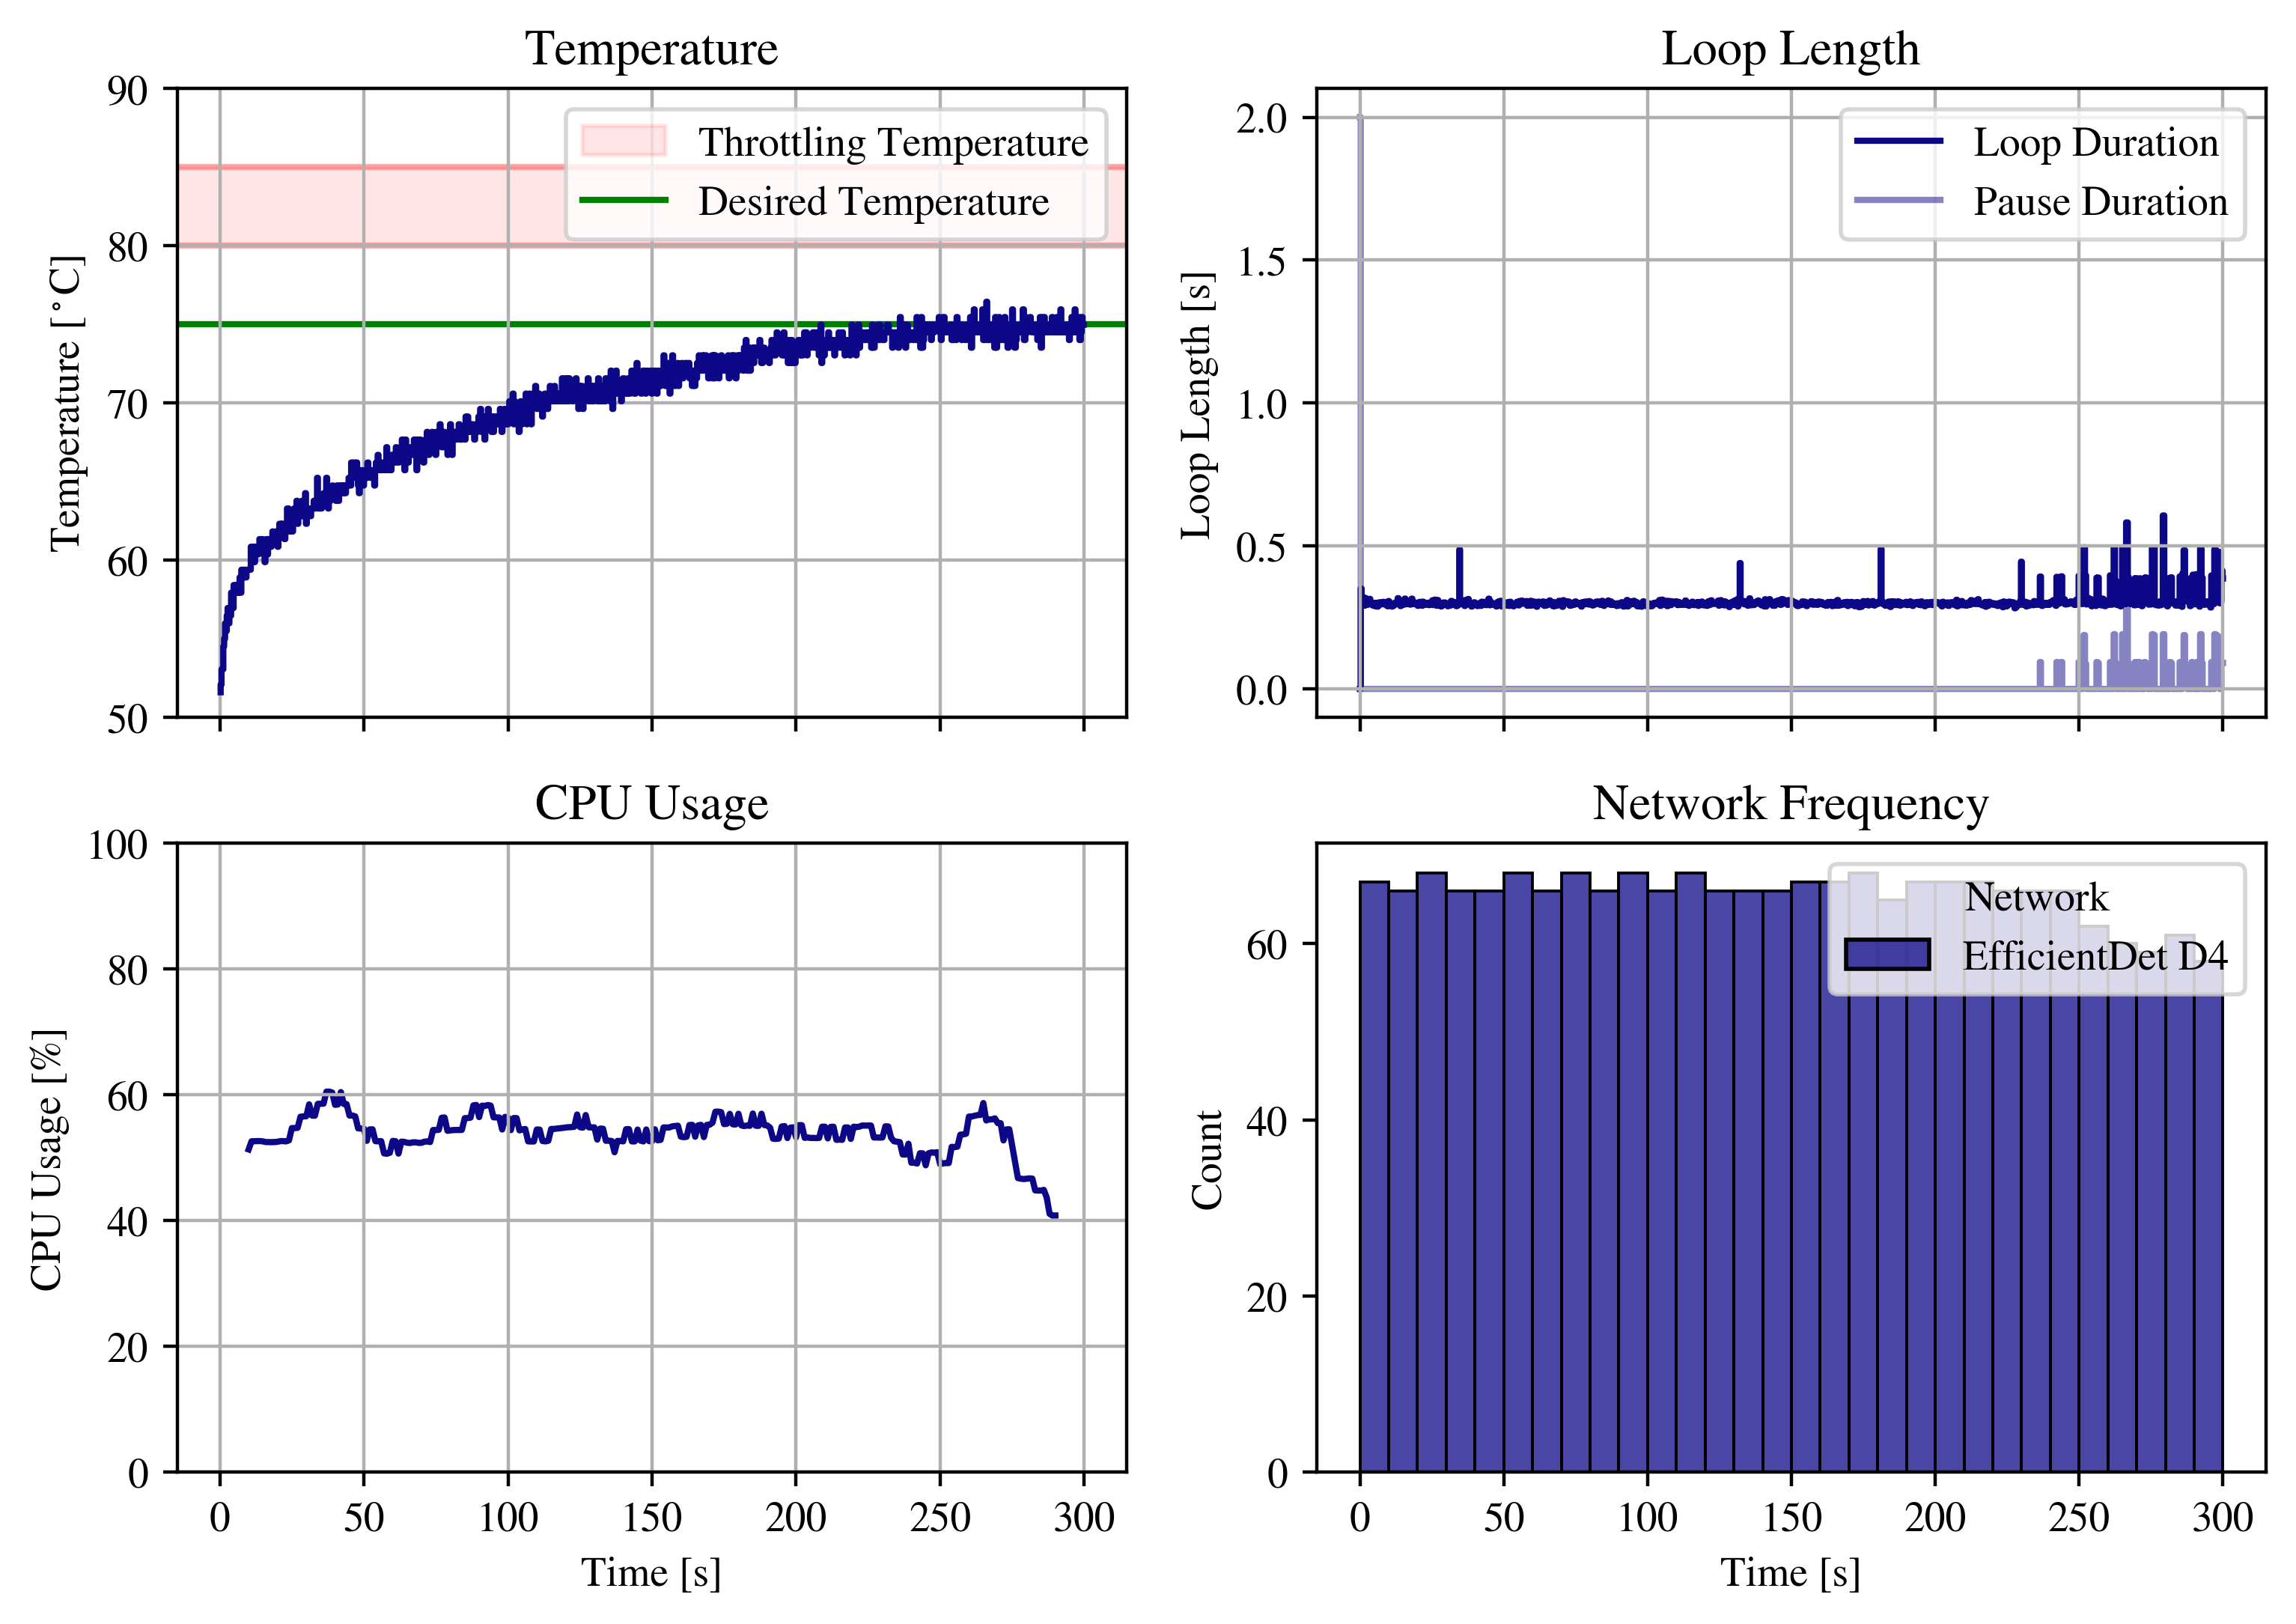 Temperature
90
80
70
60
50
Temperature [°C]
Throttling Temperature
Desired Temperature
Loop Length
2.0
1.5
1.0
0.5
0.0
Loop Length [s]
Loop Duration
Pause Duration
CPU Usage
100
80
60
40
20
0
CPU Usage [%]
0 50 100 150 200 250 300
Time [s]
Network Frequency
60
40
20
0
Count
Network
EfficientDet D4
0 50 100 150 200 250 300
Time [s]